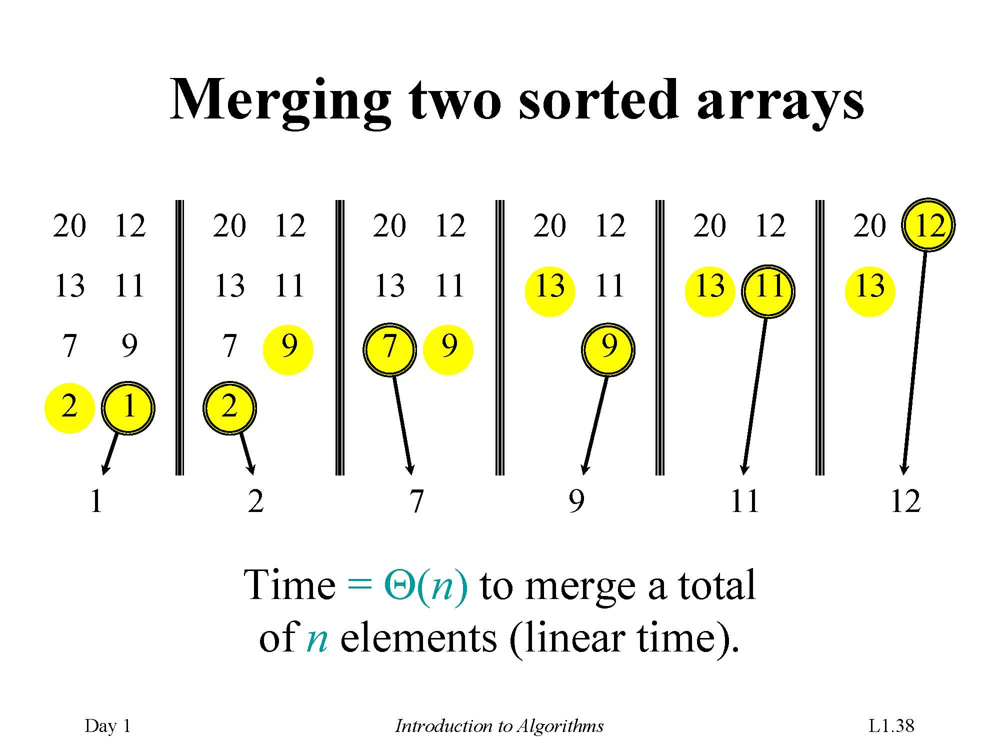 Merging two sorted arrays
20 12 20 12 20 12 20 12 20 12 20 12
13 11 13 11 13 11 13 11 13 11 13
7 9 7 9 7 9 9
2 1 2
1 2 7 9 11 12
Time = Θ(n) to merge a total
of n elements (linear time).
Day 1 Introduction to Algorithms L1.38